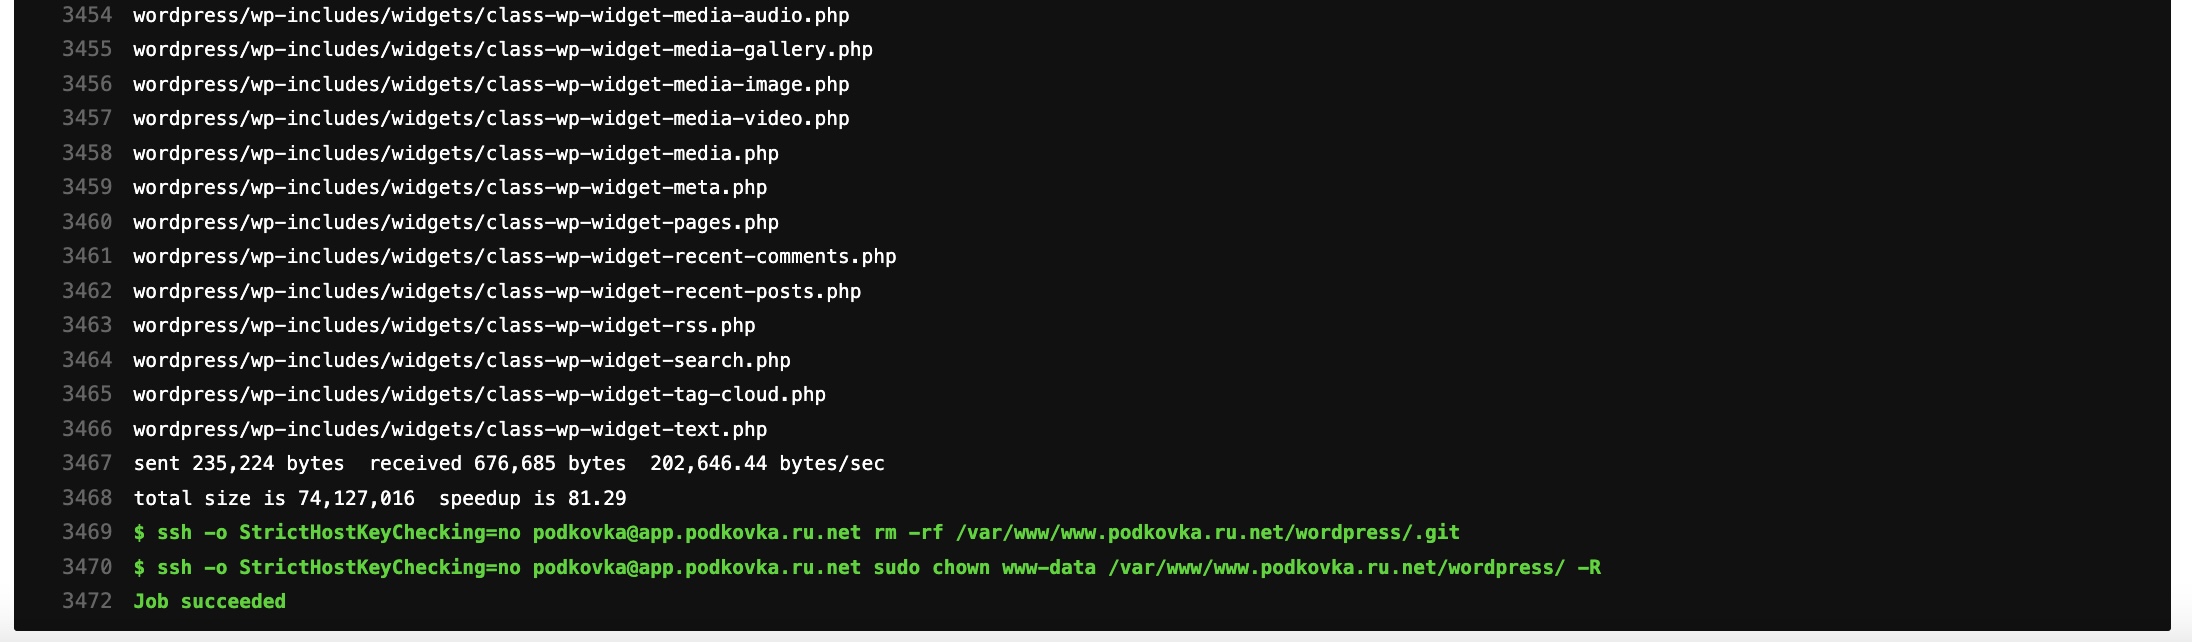 3454 wordpress/wp-includes/widgets/class-wp-widget-media-audio.php
3455 wordpress/wp-includes/widgets/class-wp-widget-media-gallery.php
3456 wordpress/wp-includes/widgets/class-wp-widget-media-image.php
3457 wordpress/wp-includes/widgets/class-wp-widget-media-video.php
3458 wordpress/wp-includes/widgets/class-wp-widget-media.php
3459 wordpress/wp-includes/widgets/class-wp-widget-meta.php
3460 wordpress/wp-includes/widgets/class-wp-widget-pages.php
3461 wordpress/wp-includes/widgets/class-wp-widget-recent-comments.php
3462 wordpress/wp-includes/widgets/class-wp-widget-recent-posts.php
3463 wordpress/wp-includes/widgets/class-wp-widget-rss.php
3464 wordpress/wp-includes/widgets/class-wp-widget-search.php
3465 wordpress/wp-includes/widgets/class-wp-widget-tag-cloud.php
3466 wordpress/wp-includes/widgets/class-wp-widget-text.php
3467 sent 235,224 bytes  received 676,685 bytes  202,646.44 bytes/sec
3468 total size is 74,127,016  speedup is 81.29
3469 $ ssh -o StrictHostKeyChecking=no podkovka@app.podkovka.ru.net rm -rf /var/www/www.podkovka.ru.net/wordpress/.git
3470 $ ssh -o StrictHostKeyChecking=no podkovka@app.podkovka.ru.net sudo chown www-data /var/www/www.podkovka.ru.net/wordpress/ -R
3472 Job succeeded